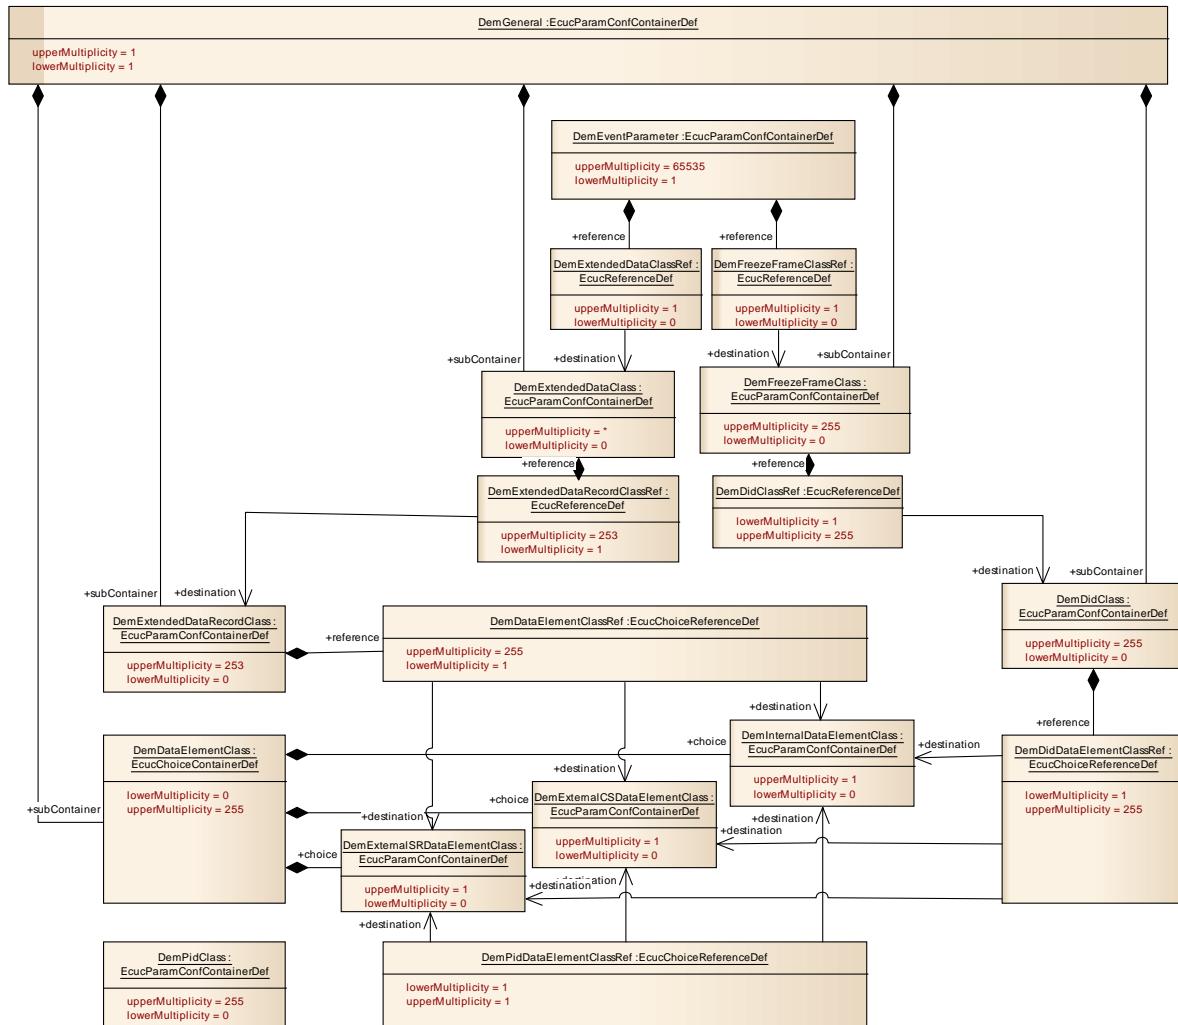 DemGeneral :EcucParamConfContainerDef
upperMultiplicity = 1
lowerMultiplicity = 1
DemEventParameter :EcucParamConfContainerDef
upperMultiplicity = 65535
lowerMultiplicity = 1
+reference
+reference
DemExtendedDataClassRef :
EcucReferenceDef
upperMultiplicity = 1
lowerMultiplicity = 0
DemFreezeFrameClassRef :
EcucReferenceDef
upperMultiplicity = 1
lowerMultiplicity = 0
+subContainer
+destination
+destination
+subContainer
DemExtendedDataClass :
EcucParamConfContainerDef
upperMultiplicity = *
lowerMultiplicity = 0
DemFreezeFrameClass :
EcucParamConfContainerDef
upperMultiplicity = 255
lowerMultiplicity = 0
+reference
+reference
DemExtendedDataRecordClassRef :
EcucReferenceDef
upperMultiplicity = 253
lowerMultiplicity = 1
DemDidClassRef :EcucReferenceDef
lowerMultiplicity = 1
upperMultiplicity = 255
+subContainer
+destination
+destination
+subContainer
DemExtendedDataRecordClass :
EcucParamConfContainerDef
upperMultiplicity = 253
lowerMultiplicity = 0
+reference
DemDataElementClassRef :EcucChoiceReferenceDef
upperMultiplicity = 255
lowerMultiplicity = 1
DemDidClass :
EcucParamConfContainerDef
upperMultiplicity = 255
lowerMultiplicity = 0
+destination
+reference
DemDataElementClass :
EcucChoiceContainerDef
lowerMultiplicity = 0
upperMultiplicity = 255
+subContainer
+choice
DemInternalDataElementClass :
EcucParamConfContainerDef
upperMultiplicity = 1
lowerMultiplicity = 0
+destination
DemDidDataElementClassRef :
EcucChoiceReferenceDef
lowerMultiplicity = 1
upperMultiplicity = 255
+destination
+choice
DemExternalCSDataElementClass :
EcucParamConfContainerDef
upperMultiplicity = 1
lowerMultiplicity = 0
+destination
+destination
+destination
+choice
DemExternalSRDataElementClass :
EcucParamConfContainerDef
upperMultiplicity = 1
lowerMultiplicity = 0
+destination
+destination
+destination
DemPidClass :
EcucParamConfContainerDef
upperMultiplicity = 255
lowerMultiplicity = 0
DemPidDataElementClassRef :EcucChoiceReferenceDef
lowerMultiplicity = 1
upperMultiplicity = 1